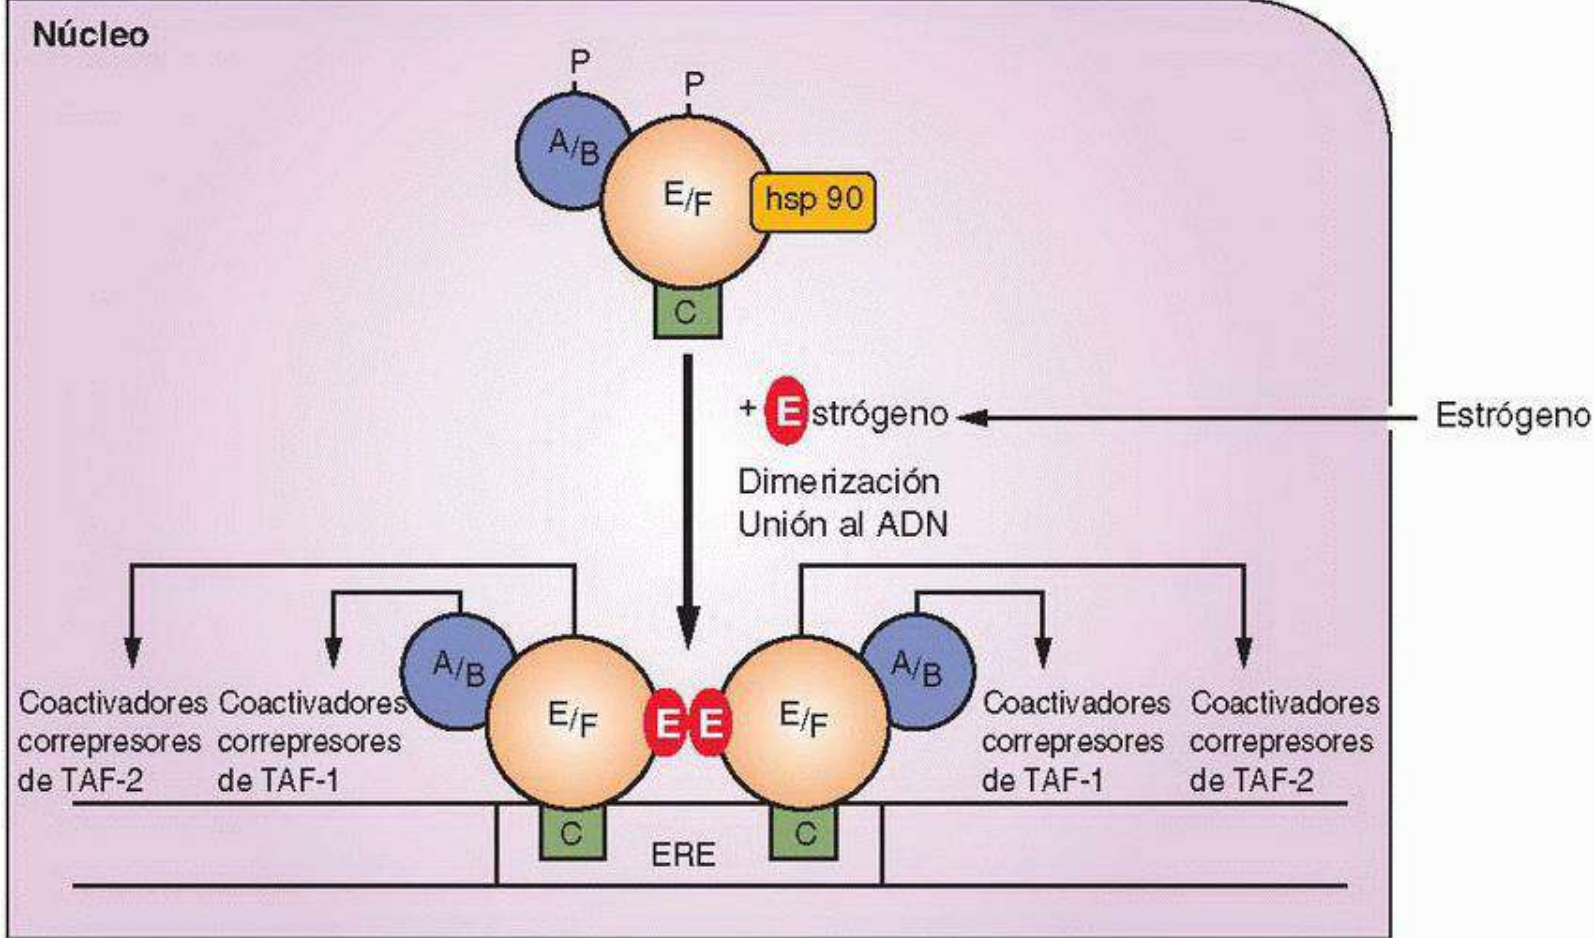 Núcleo
P
P
A/B
E/F
hsp 90
C
+ Estrógeno
Estrógeno
Dimerización
Unión al ADN
A/B
A/B
Coactivadores
correpresores
de TAF-2
Coactivadores
correpresores
de TAF-1
E/F
E
E
E/F
Coactivadores
correpresores
de TAF-1
Coactivadores
correpresores
de TAF-2
C
ERE
C